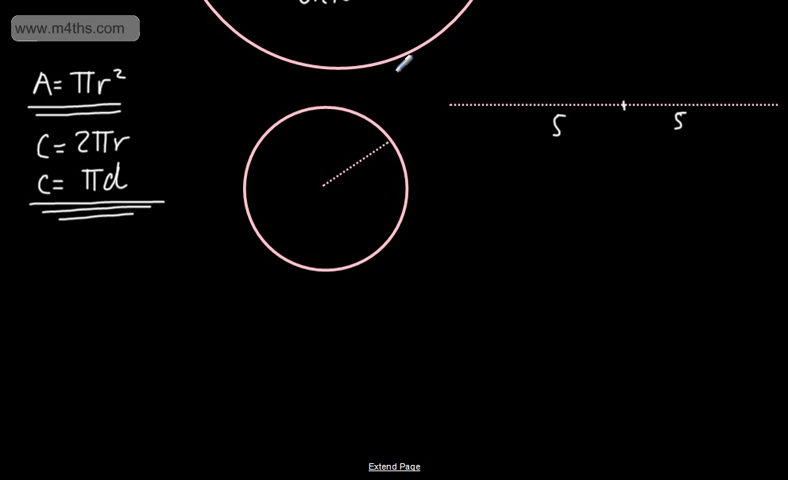 www.m4ths.com
A = πr²
C = 2πr
C = πd
5 5
Extend Page